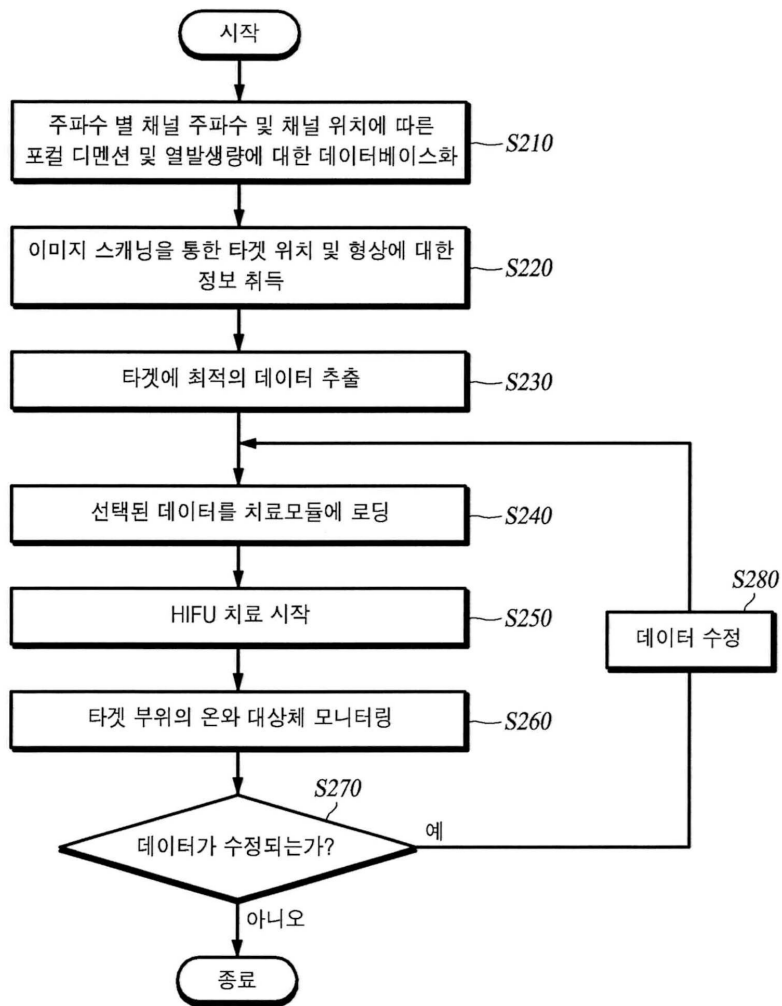 시작
주파수 별 채널 주파수 및 채널 위치에 따른
포컬 디멘션 및 열발생량에 대한 데이터베이스화
S210
이미지 스캐닝을 통한 타겟 위치 및 형상에 대한
정보 취득
S220
타겟에 최적의 데이터 추출
S230
선택된 데이터를 치료모듈에 로딩
S240
HIFU 치료 시작
S250
S280
데이터 수정
타겟 부위의 온와 대상체 모니터링
S260
S270
데이터가 수정되는가?
예
아니오
종료